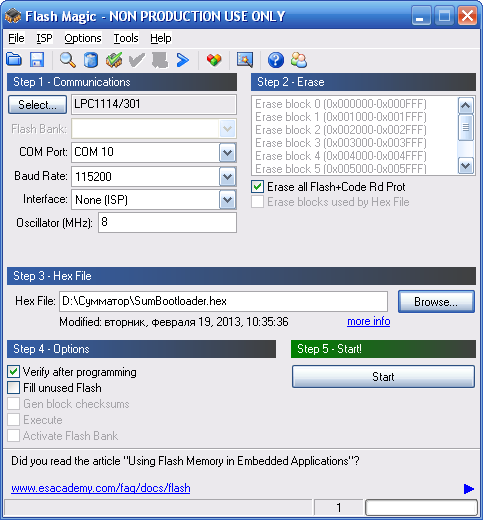 Flash Magic - NON PRODUCTION USE ONLY
File ISP Options Tools Help
Step 1 - Communications
Select... LPC1114/301
Flash Bank:
COM Port: COM 10
Baud Rate: 115200
Interface: None (ISP)
Oscillator (MHz): 8
Step 2 - Erase
Erase block 0 (0x000000-0x000FFF)
Erase block 1 (0x001000-0x001FFF)
Erase block 2 (0x002000-0x002FFF)
Erase block 3 (0x003000-0x003FFF)
Erase block 4 (0x004000-0x004FFF)
Erase block 5 (0x005000-0x005FFF)
Erase all Flash+Code Rd Prot
Erase blocks used by Hex File
Step 3 - Hex File
Hex File: D:\Сумматор\SumBootloader.hex Browse...
Modified: вторник, февраля 19, 2013, 10:35:36 more info
Step 4 - Options
Verify after programming
Fill unused Flash
Gen block checksums
Execute
Activate Flash Bank
Step 5 - Start!
Start
Did you read the article "Using Flash Memory in Embedded Applications"?
www.esacademy.com/faq/docs/flash
1